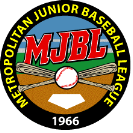 METROPOLITAN JUNIOR BASEBALL LEAGUE
MJBL
1966